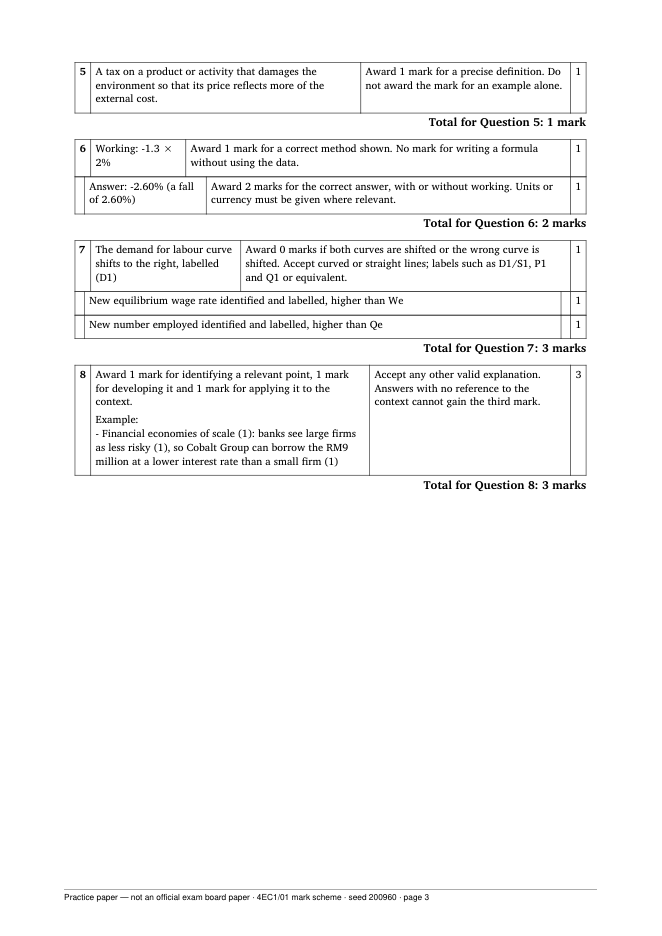 5 A tax on a product or activity that damages the Award 1 mark for a precise definition. Do 1
environment so that its price reflects more of the not award the mark for an example alone.
external cost.
Total for Question 5: 1 mark
6 Working: -1.3 × Award 1 mark for a correct method shown. No mark for writing a formula 1
2% without using the data.
Answer: -2.60% (a fall Award 2 marks for the correct answer, with or without working. Units or 1
of 2.60%) currency must be given where relevant.
Total for Question 6: 2 marks
7 The demand for labour curve Award 0 marks if both curves are shifted or the wrong curve is 1
shifts to the right, labelled shifted. Accept curved or straight lines; labels such as D1/S1, P1
(D1) and Q1 or equivalent.
New equilibrium wage rate identified and labelled, higher than We 1
New number employed identified and labelled, higher than Qe 1
Total for Question 7: 3 marks
8 Award 1 mark for identifying a relevant point, 1 mark Accept any other valid explanation. 3
for developing it and 1 mark for applying it to the Answers with no reference to the
context. context cannot gain the third mark.
Example:
- Financial economies of scale (1): banks see large firms
as less risky (1), so Cobalt Group can borrow the RM9
million at a lower interest rate than a small firm (1)
Total for Question 8: 3 marks
Practice paper — not an official exam board paper · 4EC1/01 mark scheme · seed 200960 · page 3